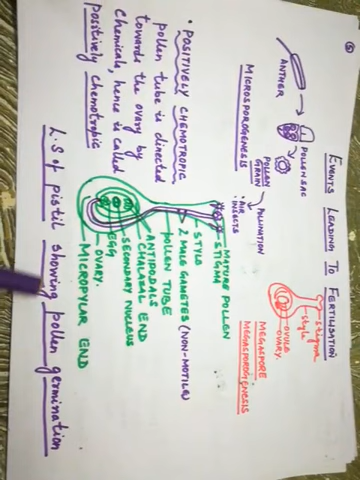 EVENTS LEADING TO FERTILISATION
ANTHER
POLLEN SAC
POLLEN
GRAIN
POLLINATION
AIR
INSECTS
MICROSPOROGENESIS
Stigma
Style
OVULE
OVARY.
MEGASPORE
MEGASPOROGENESIS
• POSITIVELY CHEMOTROPIC
pollen tube is directed
towards the ovary by
chemicals, hence is called
positively chemotropic
MATURE POLLEN
STIGMA
STYLE
2 MALE GAMETES (NON-MOTILE)
POLLEN TUBE
CHALAZAL END
ANTIPODALS
SECONDARY NUCLEUS
EGG
OVARY.
MICROPYLAR END
L.S of pistil showing pollen germination